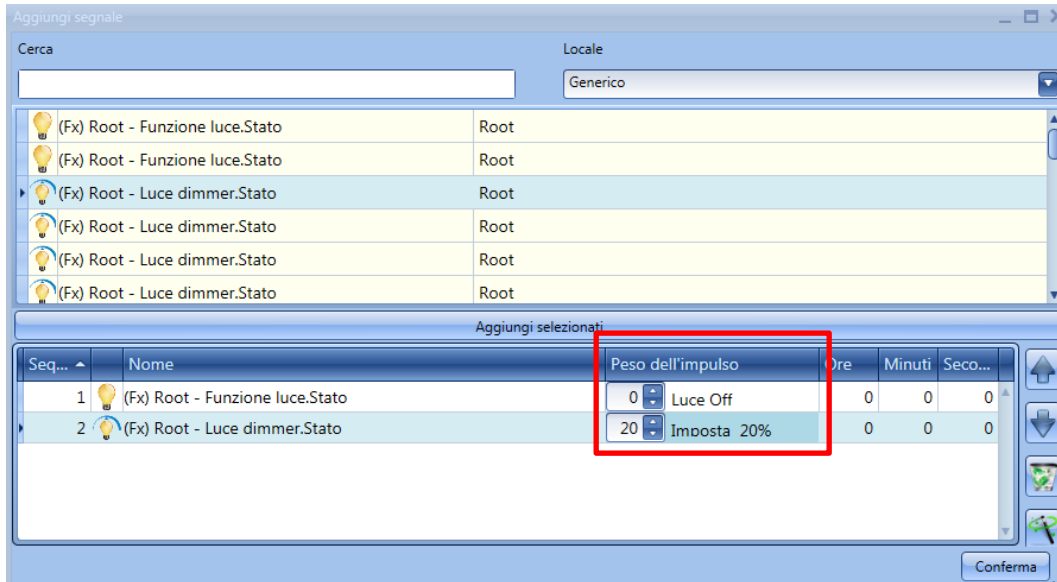 Aggiungi segnale
Cerca
Locale
Generico
(Fx) Root - Funzione luce.Stato Root
(Fx) Root - Funzione luce.Stato Root
(Fx) Root - Luce dimmer.Stato Root
(Fx) Root - Luce dimmer.Stato Root
(Fx) Root - Luce dimmer.Stato Root
(Fx) Root - Luce dimmer.Stato Root
Aggiungi selezionati
Seq... Nome Peso dell'impulso Ore Minuti Seco...
1 (Fx) Root - Funzione luce.Stato 0 Luce Off 0 0 0
2 (Fx) Root - Luce dimmer.Stato 20 Imposta 20% 0 0 0
Conferma